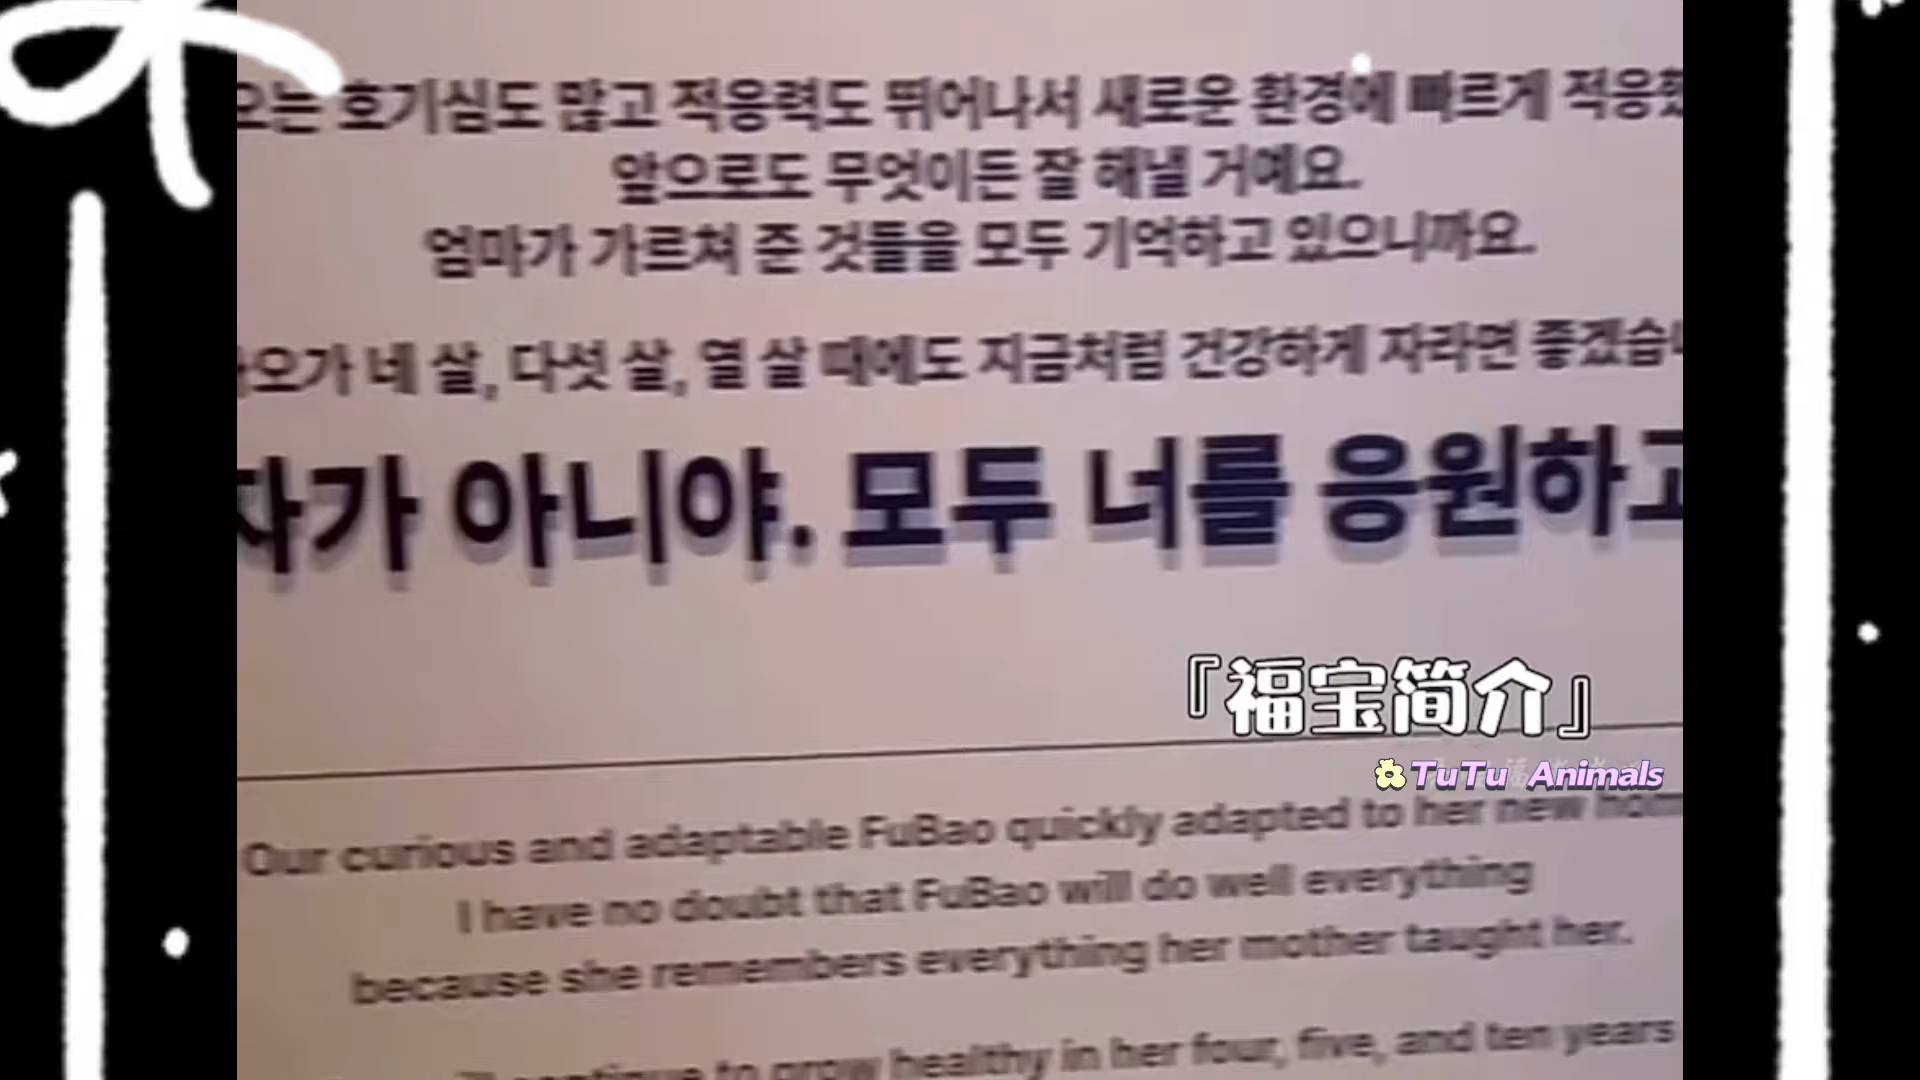 오는 호기심도 많고 적응력도 뛰어나서 새로운 환경에 빠르게 적응했
앞으로도 무엇이든 잘 해낼 거예요.
엄마가 가르쳐 준 것들을 모두 기억하고 있으니까요.
오가 네 살, 다섯 살, 열 살 때에도 지금처럼 건강하게 자라면 좋겠습니
자가 아니야. 모두 너를 응원하고
『福宝简介』
TuTu Animals
Our curious and adaptable FuBao quickly adapted to her new hom
I have no doubt that FuBao will do well everything
because she remembers everything her mother taught her.
continue to grow healthy in her four, five, and ten years